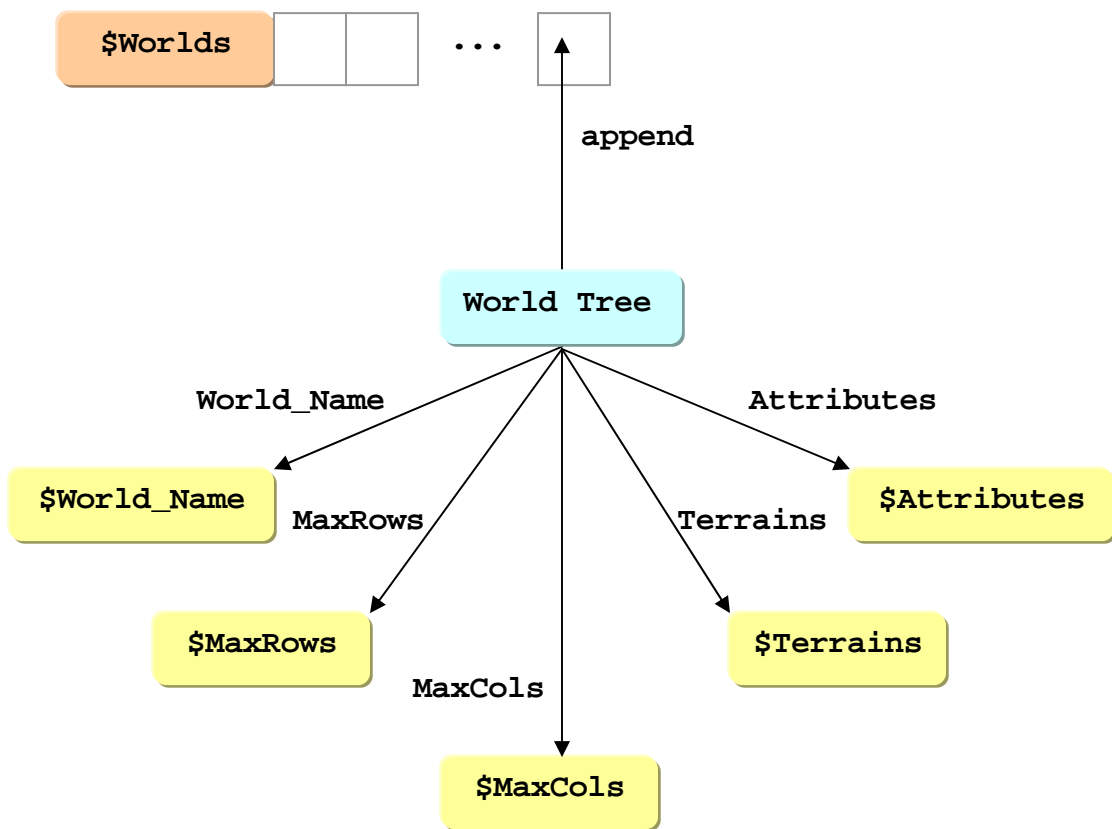 $Worlds
...
append
World Tree
World_Name
Attributes
$World_Name
MaxRows
Terrains
$Attributes
$MaxRows
$Terrains
MaxCols
$MaxCols